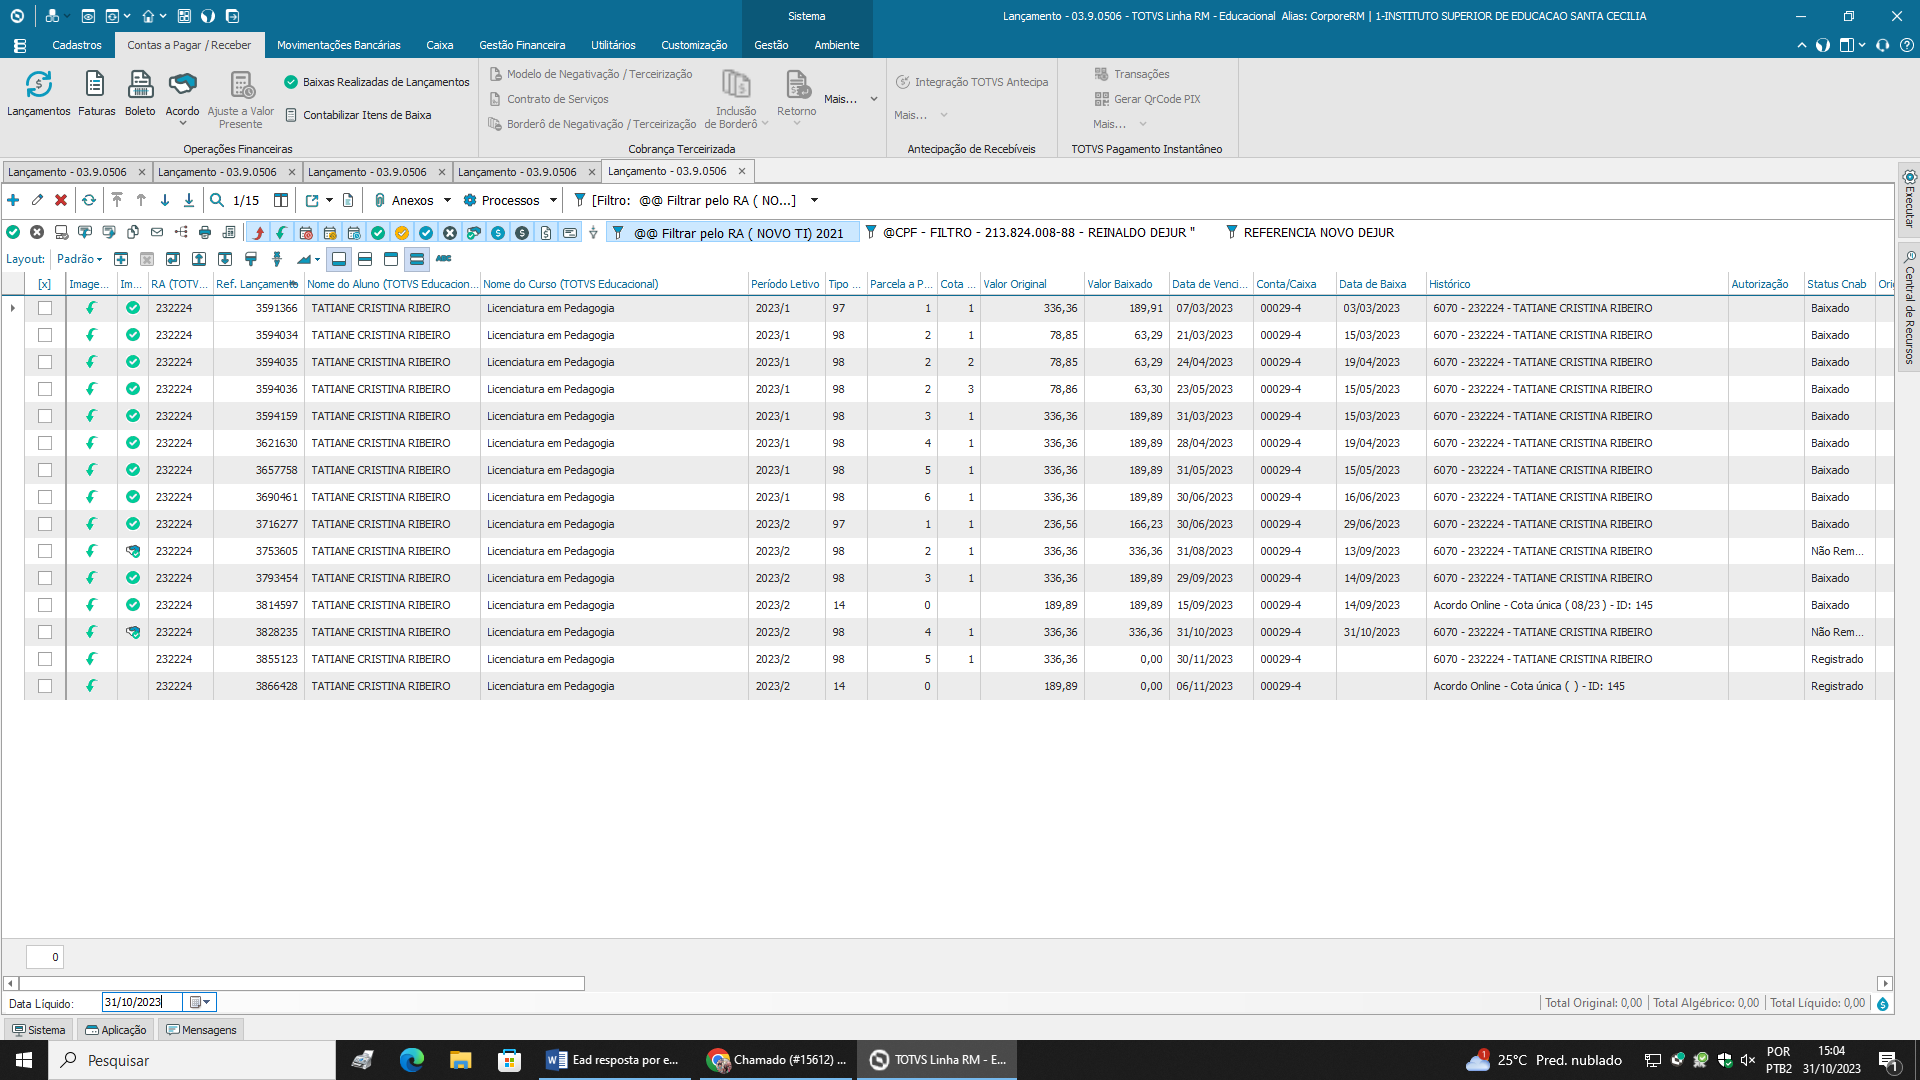 Sistema
Lançamento - 03.9.0506 - TOTVS Linha RM - Educacional  Alias: CorporeRM | 1-INSTITUTO SUPERIOR DE EDUCACAO SANTA CECILIA
Cadastros Contas a Pagar / Receber Movimentações Bancárias Caixa Gestão Financeira Utilitários Customização Gestão Ambiente
Lançamentos Faturas Boleto Acordo Ajuste a Valor Presente
Baixas Realizadas de Lançamentos
Contabilizar Itens de Baixa
Operações Financeiras
Modelo de Negativação / Terceirização
Contrato de Serviços
Borderô de Negativação / Terceirização
Inclusão de Borderô
Retorno
Mais...
Cobrança Terceirizada
Integração TOTVS Antecipa
Mais...
Antecipação de Recebíveis
Transações
Gerar QrCode PIX
Mais...
TOTVS Pagamento Instantâneo
Lançamento - 03.9.0506 Lançamento - 03.9.0506 Lançamento - 03.9.0506 Lançamento - 03.9.0506 Lançamento - 03.9.0506
1/15 Anexos Processos [Filtro: @@ Filtrar pelo RA ( NO...]
@@ Filtrar pelo RA ( NOVO TI) 2021 @CPF - FILTRO - 213.824.008-88 - REINALDO DEJUR " REFERENCIA NOVO DEJUR
Layout: Padrão ABC
[x] Image... Im... RA (TOTV... Ref. Lançamento Nome do Aluno (TOTVS Educacion... Nome do Curso (TOTVS Educacional) Período Letivo Tipo ... Parcela a P... Cota ... Valor Original Valor Baixado Data de Venci... Conta/Caixa Data de Baixa Histórico Autorização Status Cnab Ori
232224 3591366 TATIANE CRISTINA RIBEIRO Licenciatura em Pedagogia 2023/1 97 1 1 336,36 189,91 07/03/2023 00029-4 03/03/2023 6070 - 232224 - TATIANE CRISTINA RIBEIRO Baixado
232224 3594034 TATIANE CRISTINA RIBEIRO Licenciatura em Pedagogia 2023/1 98 2 1 78,85 63,29 21/03/2023 00029-4 15/03/2023 6070 - 232224 - TATIANE CRISTINA RIBEIRO Baixado
232224 3594035 TATIANE CRISTINA RIBEIRO Licenciatura em Pedagogia 2023/1 98 2 2 78,85 63,29 24/04/2023 00029-4 19/04/2023 6070 - 232224 - TATIANE CRISTINA RIBEIRO Baixado
232224 3594036 TATIANE CRISTINA RIBEIRO Licenciatura em Pedagogia 2023/1 98 2 3 78,86 63,30 23/05/2023 00029-4 15/05/2023 6070 - 232224 - TATIANE CRISTINA RIBEIRO Baixado
232224 3594159 TATIANE CRISTINA RIBEIRO Licenciatura em Pedagogia 2023/1 98 3 1 336,36 189,89 31/03/2023 00029-4 15/03/2023 6070 - 232224 - TATIANE CRISTINA RIBEIRO Baixado
232224 3621630 TATIANE CRISTINA RIBEIRO Licenciatura em Pedagogia 2023/1 98 4 1 336,36 189,89 28/04/2023 00029-4 19/04/2023 6070 - 232224 - TATIANE CRISTINA RIBEIRO Baixado
232224 3657758 TATIANE CRISTINA RIBEIRO Licenciatura em Pedagogia 2023/1 98 5 1 336,36 189,89 31/05/2023 00029-4 15/05/2023 6070 - 232224 - TATIANE CRISTINA RIBEIRO Baixado
232224 3690461 TATIANE CRISTINA RIBEIRO Licenciatura em Pedagogia 2023/1 98 6 1 336,36 189,89 30/06/2023 00029-4 16/06/2023 6070 - 232224 - TATIANE CRISTINA RIBEIRO Baixado
232224 3716277 TATIANE CRISTINA RIBEIRO Licenciatura em Pedagogia 2023/2 97 1 1 236,56 166,23 30/06/2023 00029-4 29/06/2023 6070 - 232224 - TATIANE CRISTINA RIBEIRO Baixado
232224 3753605 TATIANE CRISTINA RIBEIRO Licenciatura em Pedagogia 2023/2 98 2 1 336,36 336,36 31/08/2023 00029-4 13/09/2023 6070 - 232224 - TATIANE CRISTINA RIBEIRO Não Rem...
232224 3793454 TATIANE CRISTINA RIBEIRO Licenciatura em Pedagogia 2023/2 98 3 1 336,36 189,89 29/09/2023 00029-4 14/09/2023 6070 - 232224 - TATIANE CRISTINA RIBEIRO Baixado
232224 3814597 TATIANE CRISTINA RIBEIRO Licenciatura em Pedagogia 2023/2 14 0 189,89 189,89 15/09/2023 00029-4 14/09/2023 Acordo Online - Cota única ( 08/23 ) - ID: 145 Baixado
232224 3828235 TATIANE CRISTINA RIBEIRO Licenciatura em Pedagogia 2023/2 98 4 1 336,36 336,36 31/10/2023 00029-4 31/10/2023 6070 - 232224 - TATIANE CRISTINA RIBEIRO Não Rem...
232224 3855123 TATIANE CRISTINA RIBEIRO Licenciatura em Pedagogia 2023/2 98 5 1 336,36 0,00 30/11/2023 00029-4 6070 - 232224 - TATIANE CRISTINA RIBEIRO Registrado
232224 3866428 TATIANE CRISTINA RIBEIRO Licenciatura em Pedagogia 2023/2 14 0 189,89 0,00 06/11/2023 00029-4 Acordo Online - Cota única ( ) - ID: 145 Registrado
Executar
Central de Recursos
0
Data Líquido: 31/10/2023
Total Original: 0,00 Total Algébrico: 0,00 Total Líquido: 0,00
Sistema Aplicação Mensagens
Pesquisar
Ead resposta por e... Chamado (#15612) ... TOTVS Linha RM - E...
1 25°C Pred. nublado
POR PTB2
15:04
31/10/2023
1